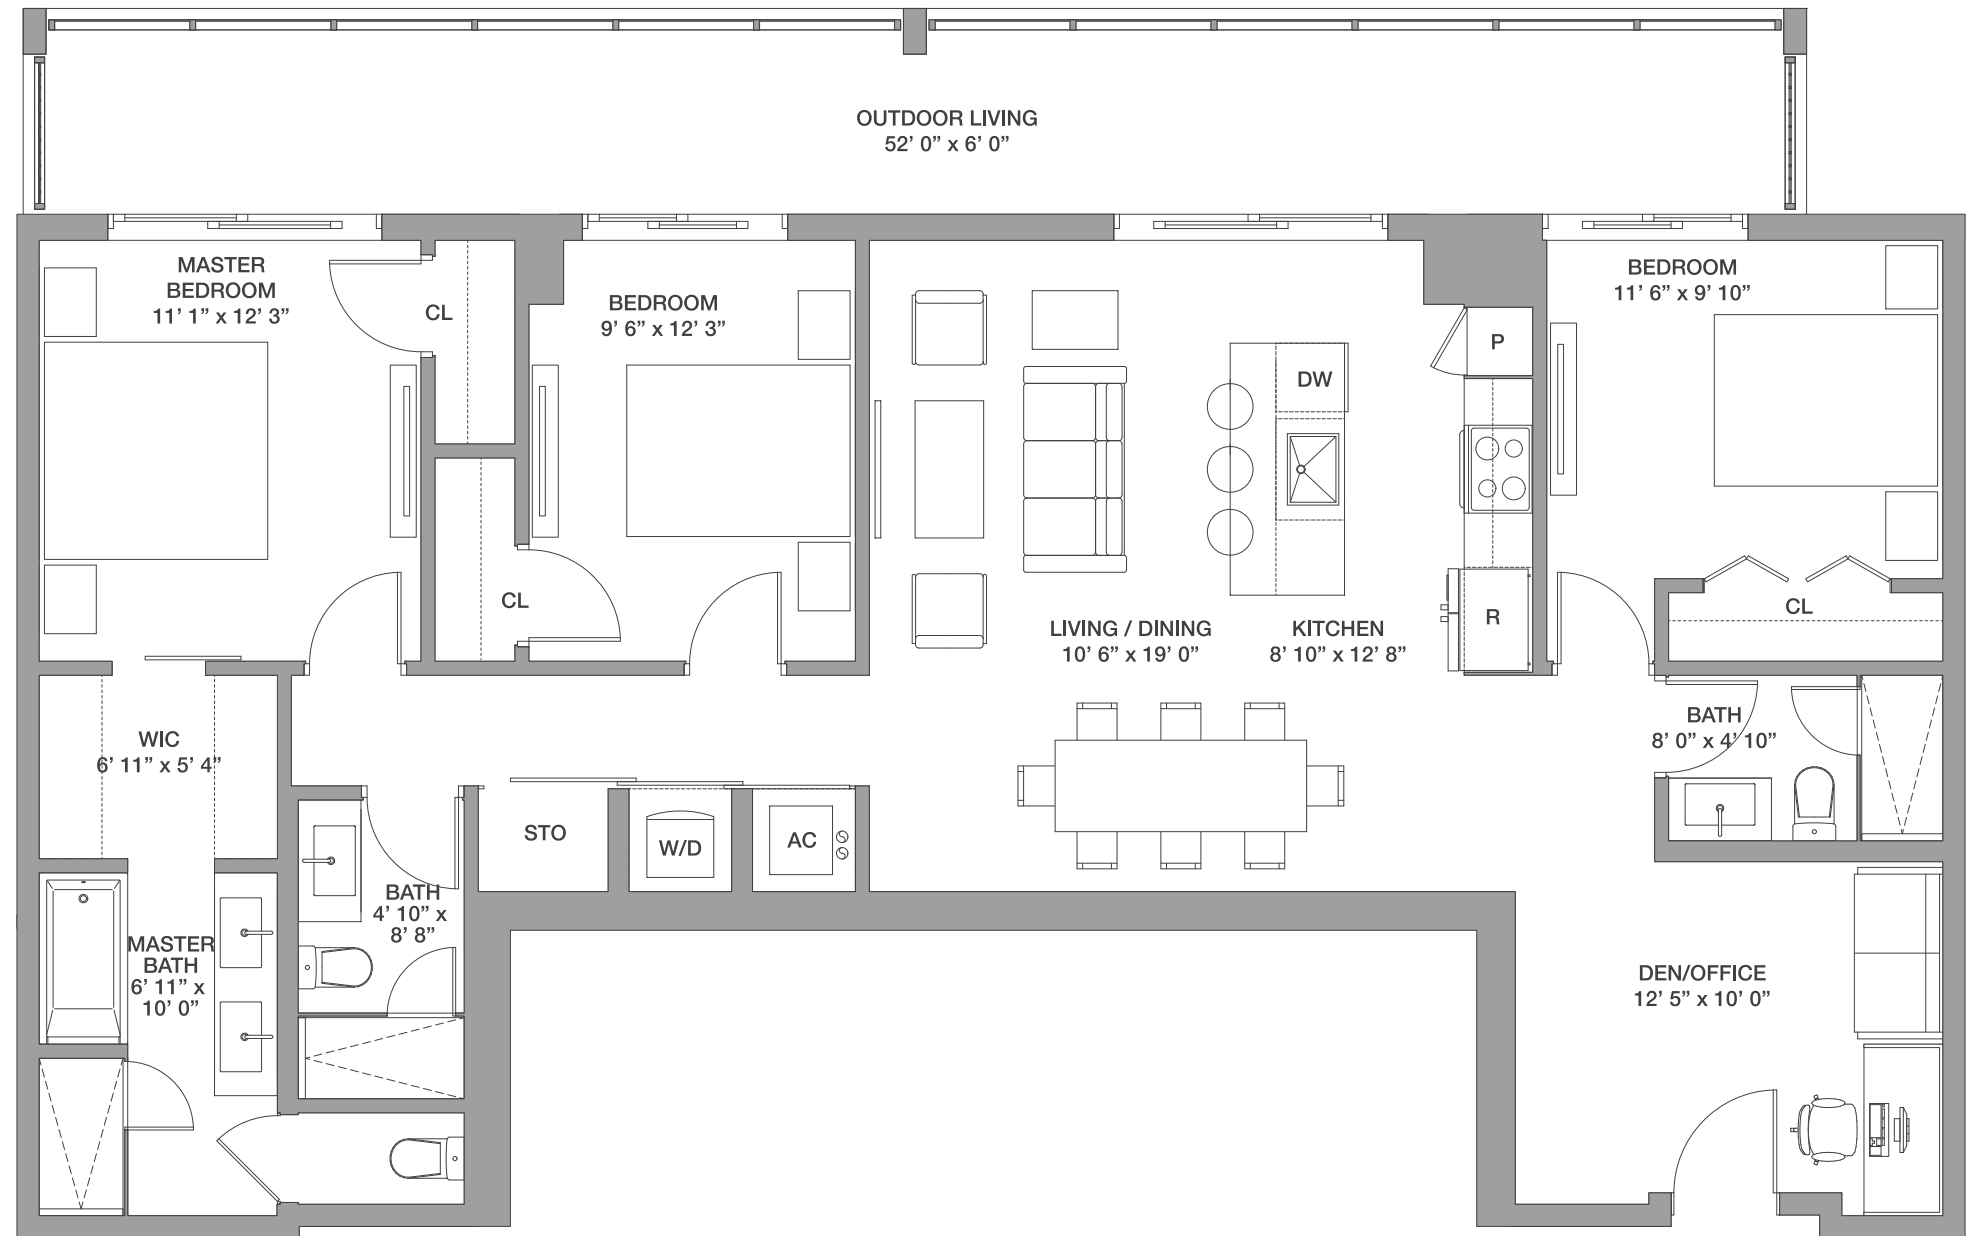 OUTDOOR LIVING
52’ 0” x 6’ 0”
MASTER
BEDROOM
11’ 1” x 12’ 3”
CL
BEDROOM
9’ 6” x 12’ 3”
CL
BEDROOM
11’ 6” x 9’ 10”
P
DW
R
CL
LIVING / DINING
10’ 6” x 19’ 0”
KITCHEN
8’ 10” x 12’ 8”
WIC
6’ 11” x 5’ 4”
BATH
8’ 0” x 4’ 10”
STO
W/D
AC
BATH
4’ 10” x
8’ 8”
MASTER
BATH
6’ 11” x
10’ 0”
DEN/OFFICE
12’ 5” x 10’ 0”